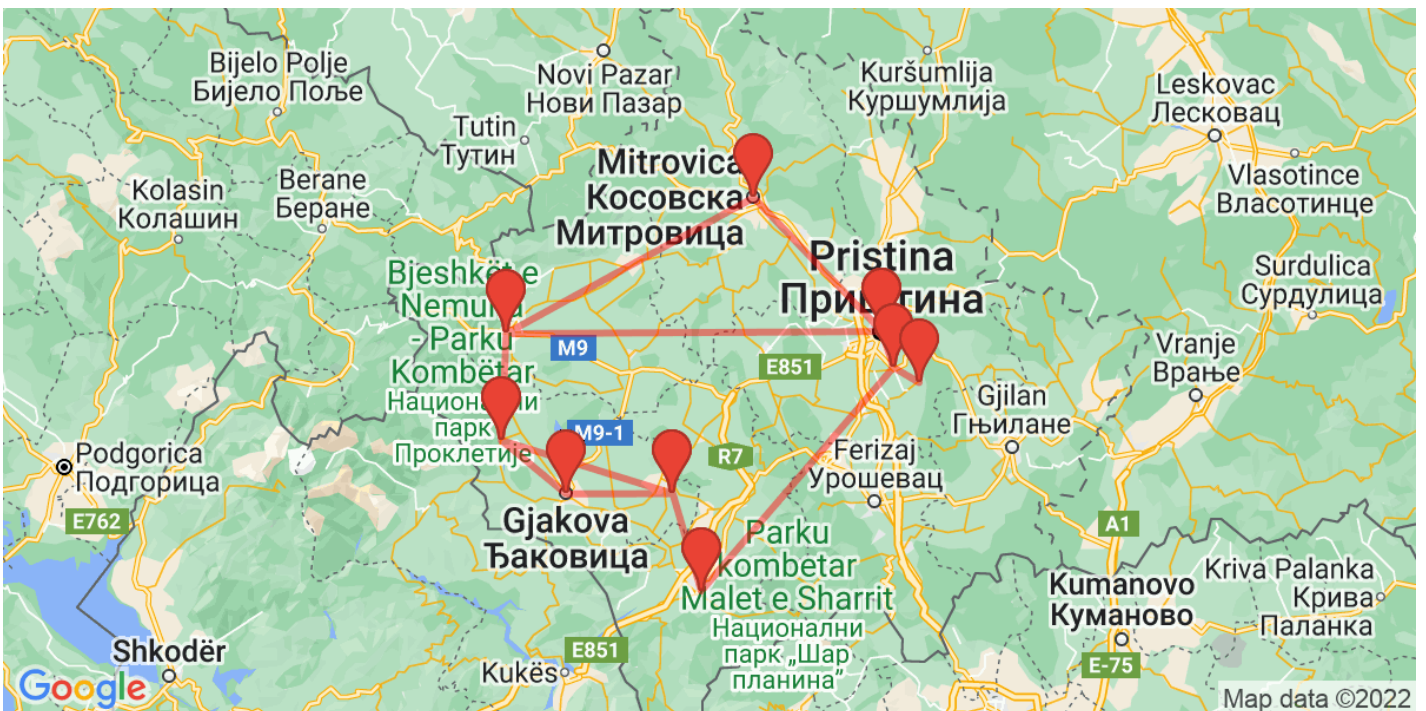 Bijelo Polje
Бијело Поље
Novi Pazar
Нови Пазар
Kuršumlija
Куршумлија
Leskovac
Лесковац
Tutin
Тутин
Mitrovica
Косовска
Митровица
Vlasotince
Власотинце
Kolasin
Колашин
Berane
Беране
Pristina
Приштина
Surdulica
Сурдулица
Bjeshkët e
Nemuna
- Parku
Kombëtar
Национални
парк
Проклетије
M9
E851
Vranje
Врање
Gjilan
Гњилане
M9-1
R7
Ferizaj
Урошевац
Podgorica
Подгорица
E762
Gjakova
Ђаковица
A1
Parku
kombetar
Malet e Sharrit
Национални
парк „Шар
планина“
Kumanovo
Куманово
Kriva Palanka
Крива
Паланка
Shkodër
E851
Kukës
E-75
Google
Map data ©2022